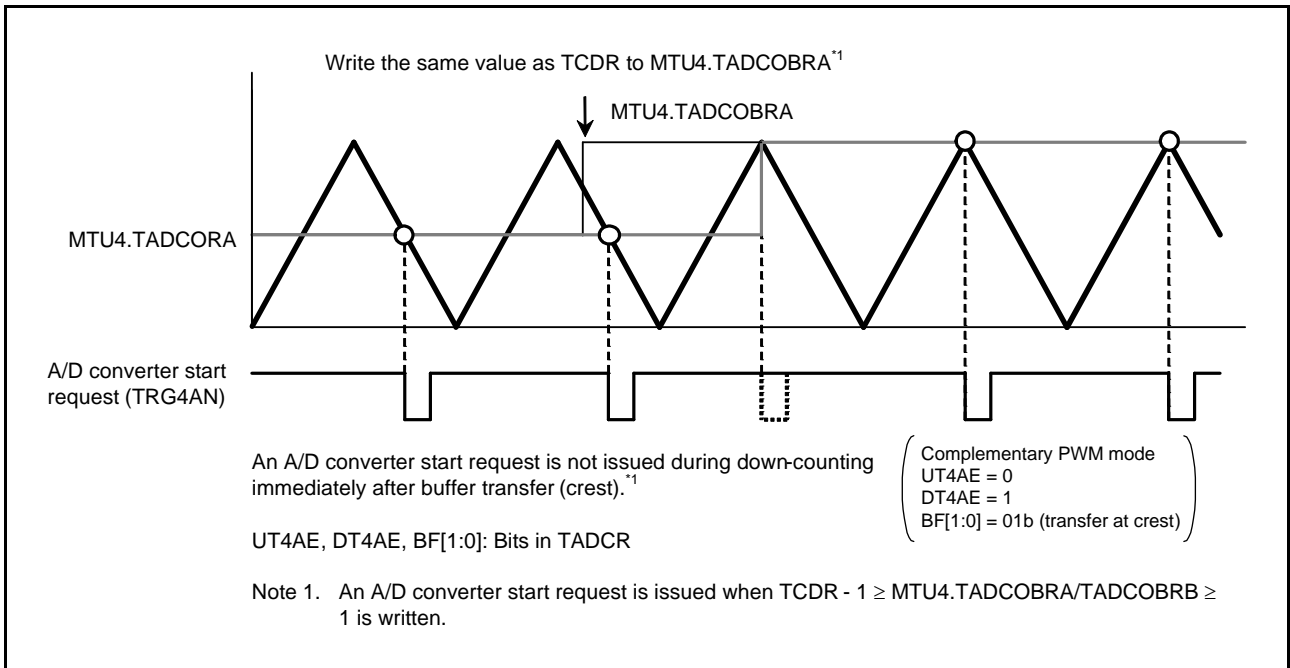 Write the same value as TCDR to MTU4.TADCOBRA*1
MTU4.TADCOBRA
MTU4.TADCORA
A/D converter start
request (TRG4AN)
An A/D converter start request is not issued during down-counting
immediately after buffer transfer (crest).*1
Complementary PWM mode
UT4AE = 0
DT4AE = 1
BF[1:0] = 01b (transfer at crest)
UT4AE, DT4AE, BF[1:0]: Bits in TADCR
Note 1. An A/D converter start request is issued when TCDR - 1 ≥ MTU4.TADCOBRA/TADCOBRB ≥
1 is written.